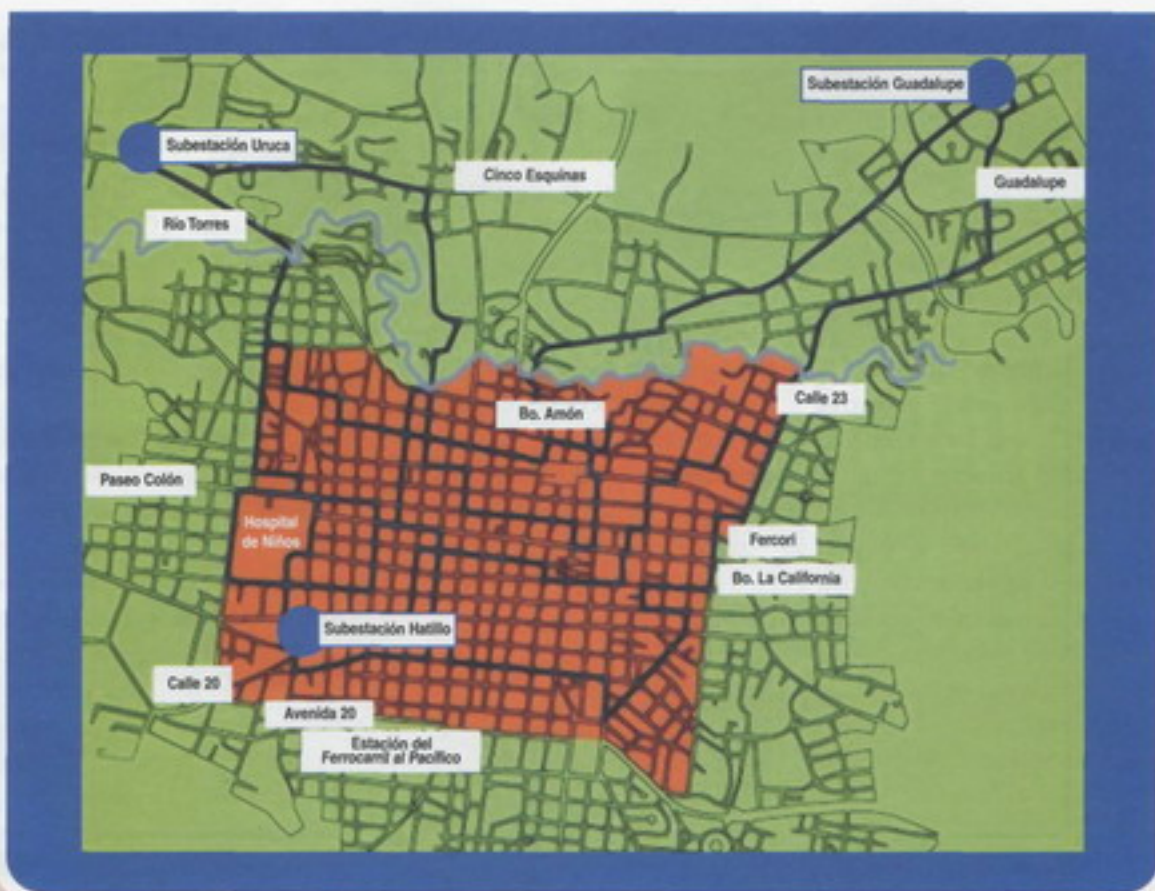 Subestación Guadalupe
Subestación Uruca
Cinco Esquinas
Guadalupe
Río Torres
Calle 23
Bo. Amón
Paseo Colón
Hospital
de Niños
Fercori
Bo. La California
Subestación Hatillo
Calle 20
Avenida 20
Estación del
Ferrocarril al Pacífico